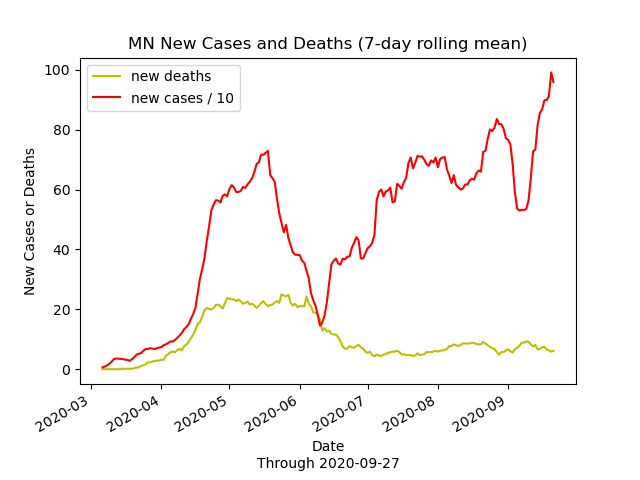 MN New Cases and Deaths (7-day rolling mean)
new deaths
new cases / 10
New Cases or Deaths
100
80
60
40
20
0
2020-03
2020-04
2020-05
2020-06
2020-07
2020-08
2020-09
Date
Through 2020-09-27